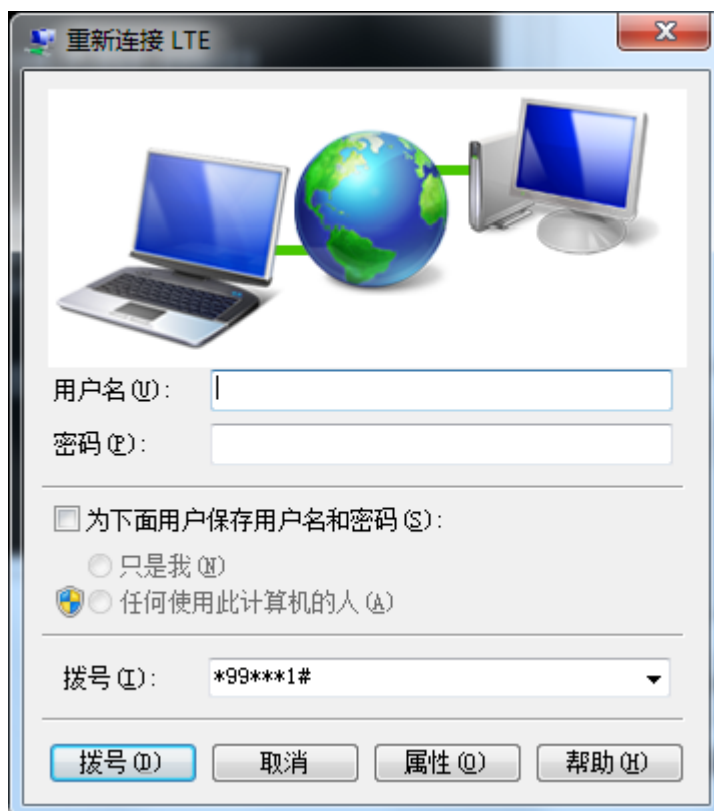 重新连接 LTE
用户名(U):
密码(P):
为下面用户保存用户名和密码(S):
只是我(N)
任何使用此计算机的人(A)
拨号(I): *99***1#
拨号(D) 取消 属性(O) 帮助(H)